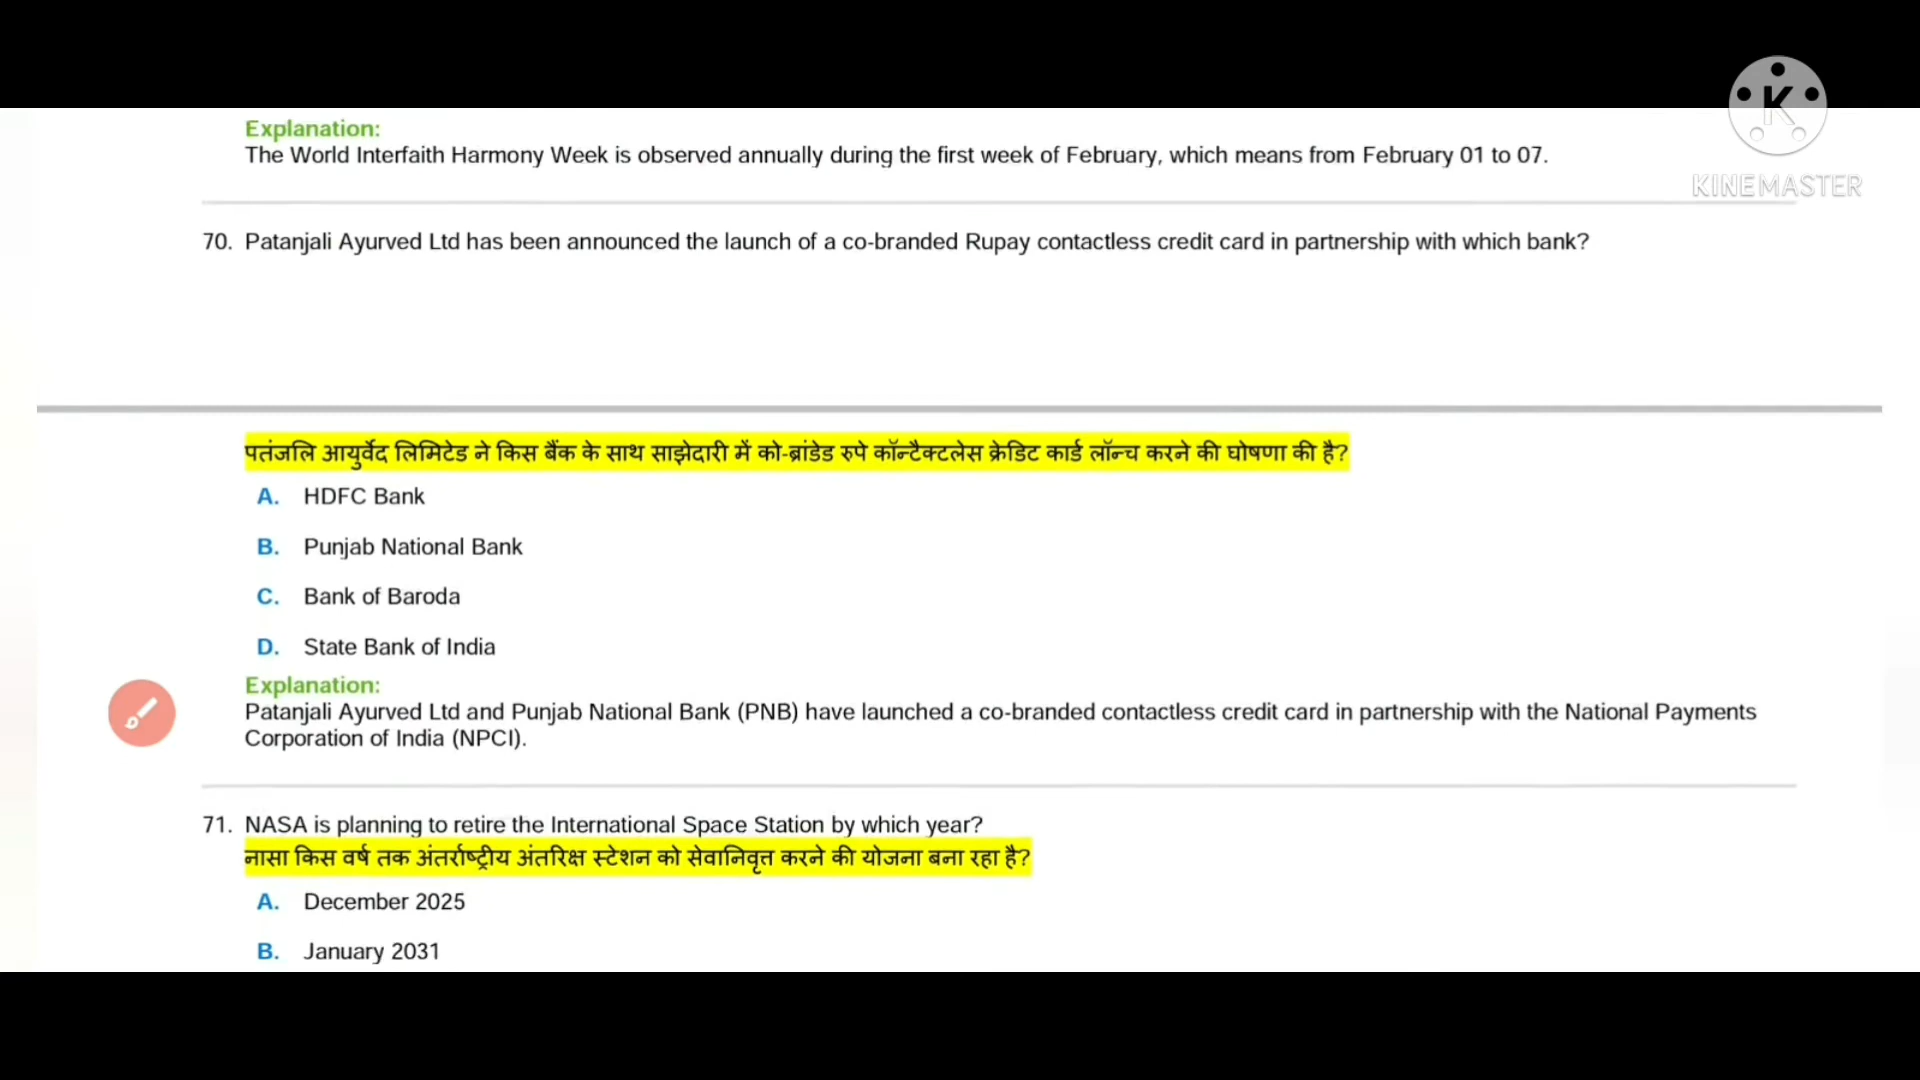 Explanation:
The World Interfaith Harmony Week is observed annually during the first week of February, which means from February 01 to 07.
K
KINEMASTER
70. Patanjali Ayurved Ltd has been announced the launch of a co-branded Rupay contactless credit card in partnership with which bank?
पतंजलि आयुर्वेद लिमिटेड ने किस बैंक के साथ साझेदारी में को-ब्रांडेड रुपे कॉन्टैक्टलेस क्रेडिट कार्ड लॉन्च करने की घोषणा की है?
A. HDFC Bank
B. Punjab National Bank
C. Bank of Baroda
D. State Bank of India
Explanation:
Patanjali Ayurved Ltd and Punjab National Bank (PNB) have launched a co-branded contactless credit card in partnership with the National Payments
Corporation of India (NPCI).
71. NASA is planning to retire the International Space Station by which year?
नासा किस वर्ष तक अंतर्राष्ट्रीय अंतरिक्ष स्टेशन को सेवानिवृत्त करने की योजना बना रहा है?
A. December 2025
B. January 2031